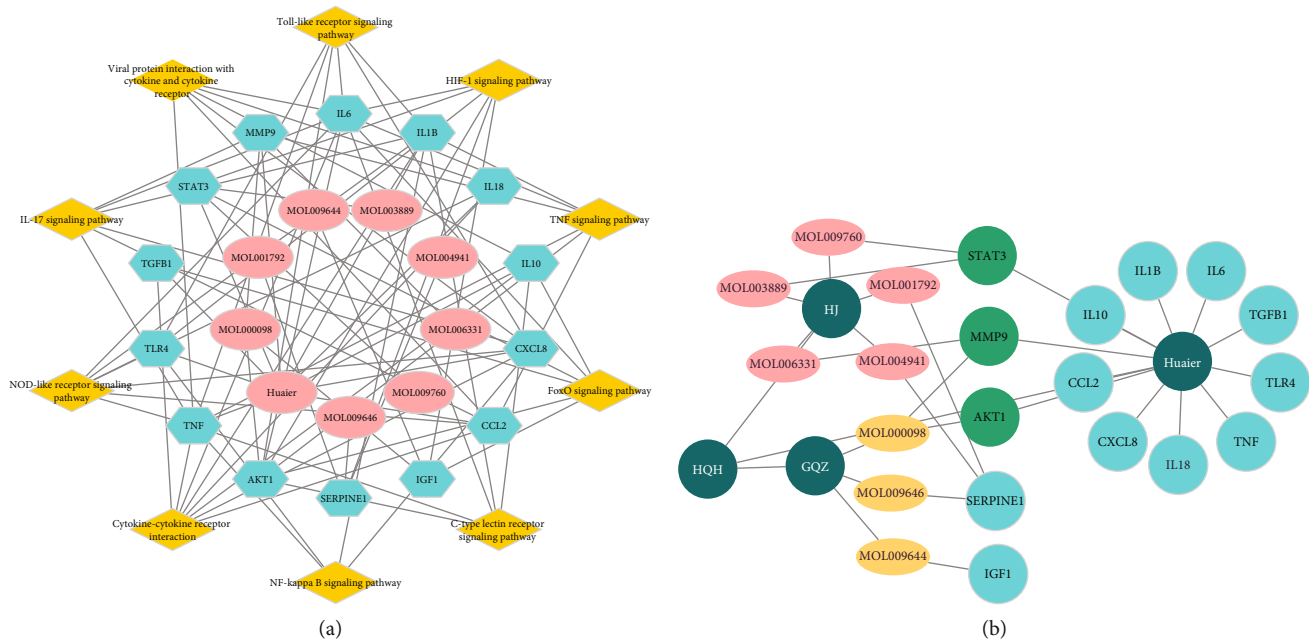 Toll-like receptor signaling
pathway
Viral protein interaction with
cytokine and cytokine
receptor
HIF-1 signaling pathway
IL6
MMP9
IL1B
STAT3
IL18
MOL009644
MOL003889
IL-17 signaling pathway
TNF signaling pathway
TGFB1
MOL001792
MOL004941
IL10
MOL000098
MOL006331
TLR4
CXCL8
NOD-like receptor signaling
pathway
Huaier
MOL009760
FoxO signaling pathway
MOL009646
TNF
CCL2
AKT1
SERPINE1
IGF1
Cytokine-cytokine receptor
interaction
C-type lectin receptor
signaling pathway
NF-kappa B signaling pathway
(a)
MOL009760
STAT3
MOL003889
MOL001792
HJ
IL1B
IL6
IL10
TGFB1
MMP9
MOL006331
MOL004941
Huaier
CCL2
TLR4
AKT1
MOL000098
CXCL8
TNF
IL18
HQH
GQZ
MOL009646
SERPINE1
MOL009644
IGF1
(b)